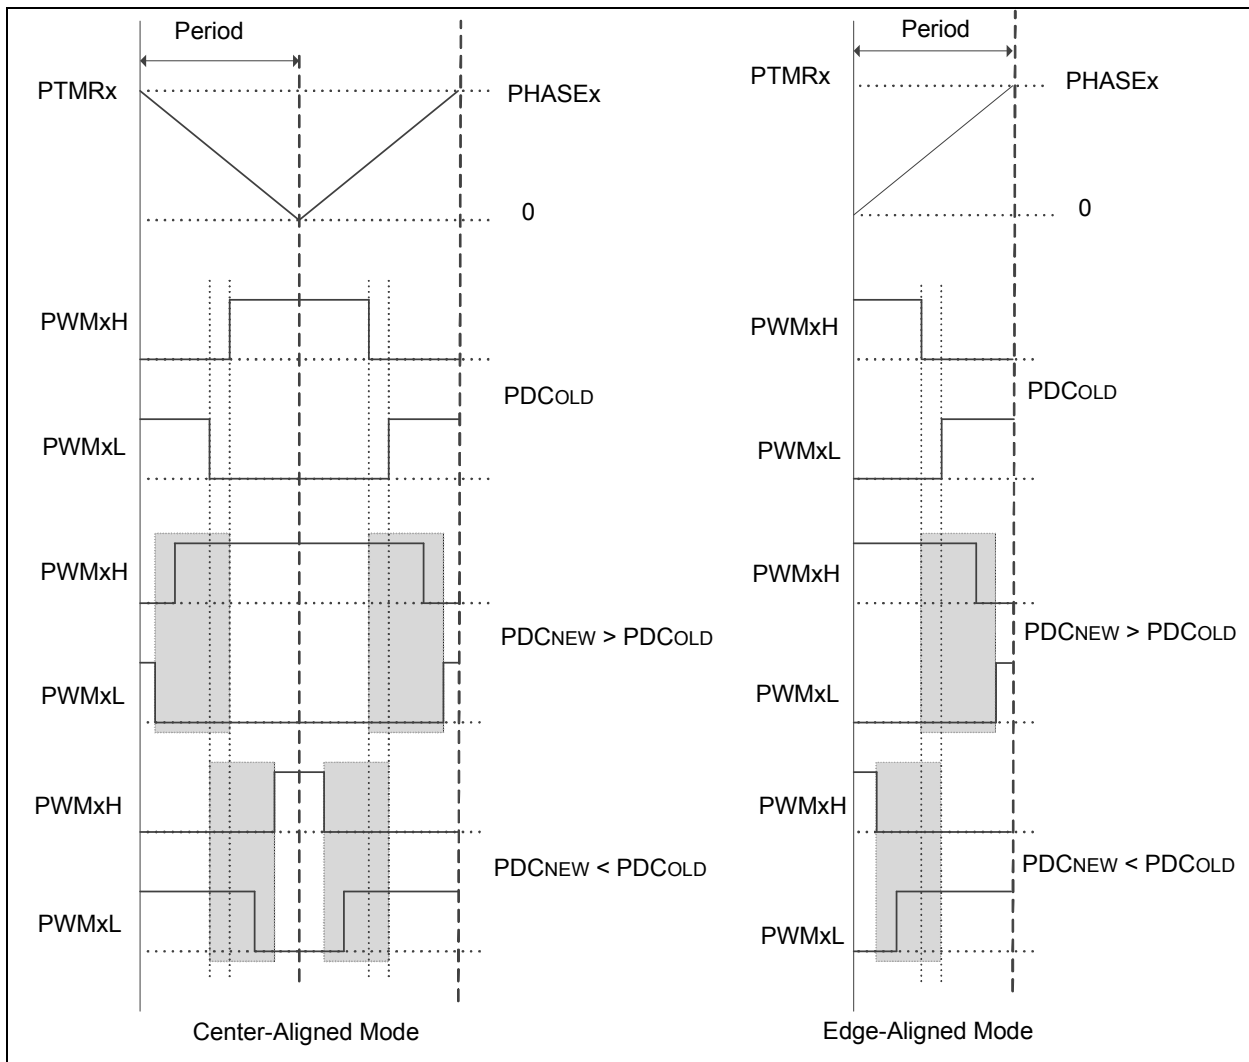 Period
PTMRx
PHASEx
0
PWMxH
PDCOLD
PWMxL
PWMxH
PDCNEW > PDCOLD
PWMxL
PWMxH
PDCNEW < PDCOLD
PWMxL
Center-Aligned Mode
Period
PTMRx
PHASEx
0
PWMxH
PDCOLD
PWMxL
PWMxH
PDCNEW > PDCOLD
PWMxL
PWMxH
PDCNEW < PDCOLD
PWMxL
Edge-Aligned Mode